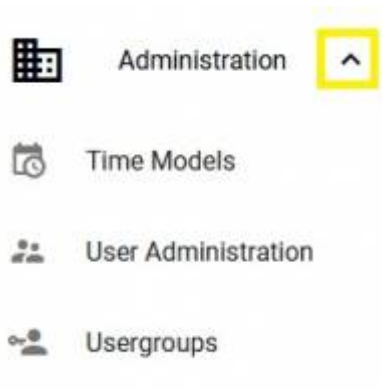 Administration
Time Models
User Administration
Usergroups